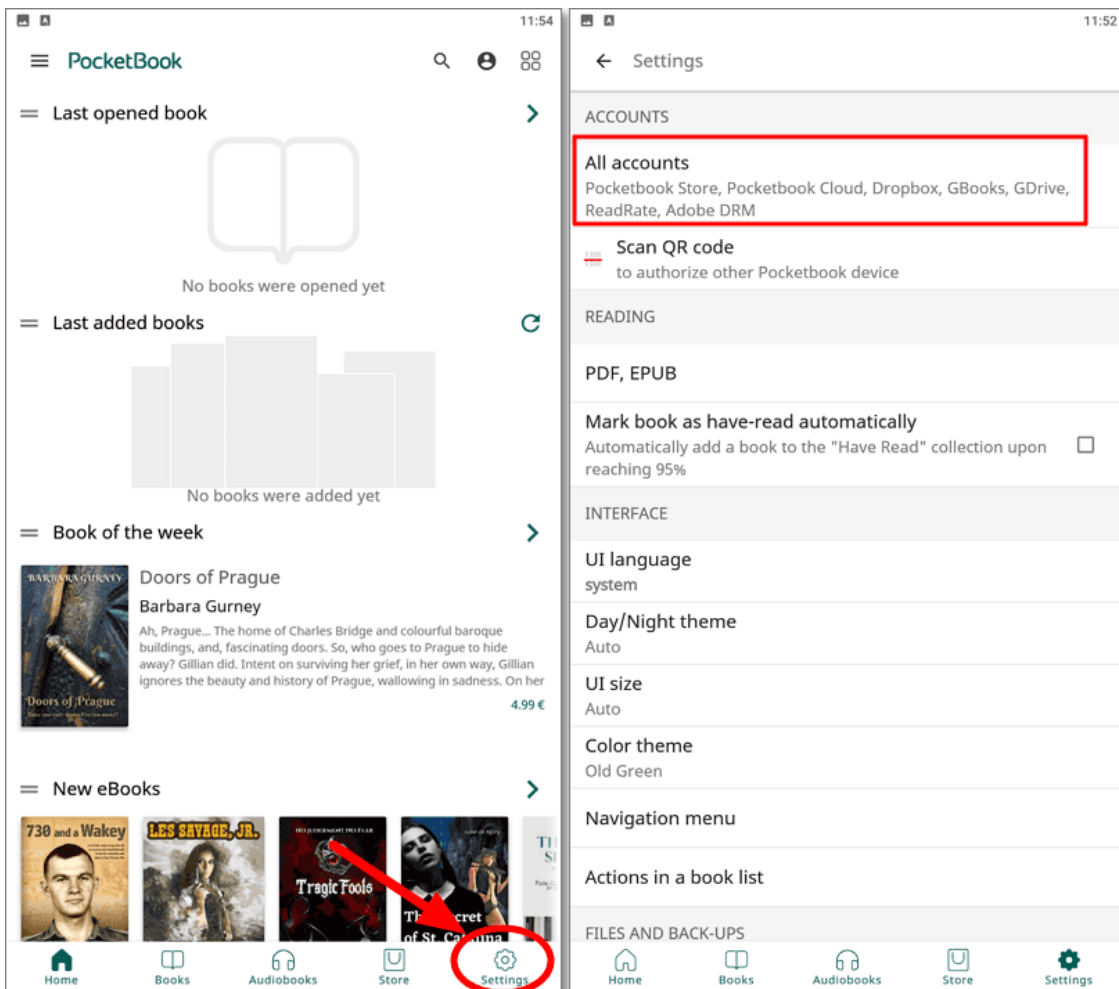 11:54
PocketBook
Last opened book
No books were opened yet
Last added books
No books were added yet
Book of the week
BARBARA GURNEY
Doors of Prague
Doors of Prague
Barbara Gurney
Ah, Prague... The home of Charles Bridge and colourful baroque
buildings, and, fascinating doors. So, who goes to Prague to hide
away? Gillian did. Intent on surviving her grief, in her own way, Gillian
ignores the beauty and history of Prague, wallowing in sadness. On her
4.99 €
New eBooks
730 and a Wakey
LES SAVAGE, JR.
NO JUDGEMENT NO FEAR
Tragic Fools
Home
Books
Audiobooks
Store
Settings
11:52
Settings
ACCOUNTS
All accounts
Pocketbook Store, Pocketbook Cloud, Dropbox, GBooks, GDrive,
ReadRate, Adobe DRM
Scan QR code
to authorize other Pocketbook device
READING
PDF, EPUB
Mark book as have-read automatically
Automatically add a book to the "Have Read" collection upon
reaching 95%
INTERFACE
UI language
system
Day/Night theme
Auto
UI size
Auto
Color theme
Old Green
Navigation menu
Actions in a book list
FILES AND BACK-UPS
Home
Books
Audiobooks
Store
Settings